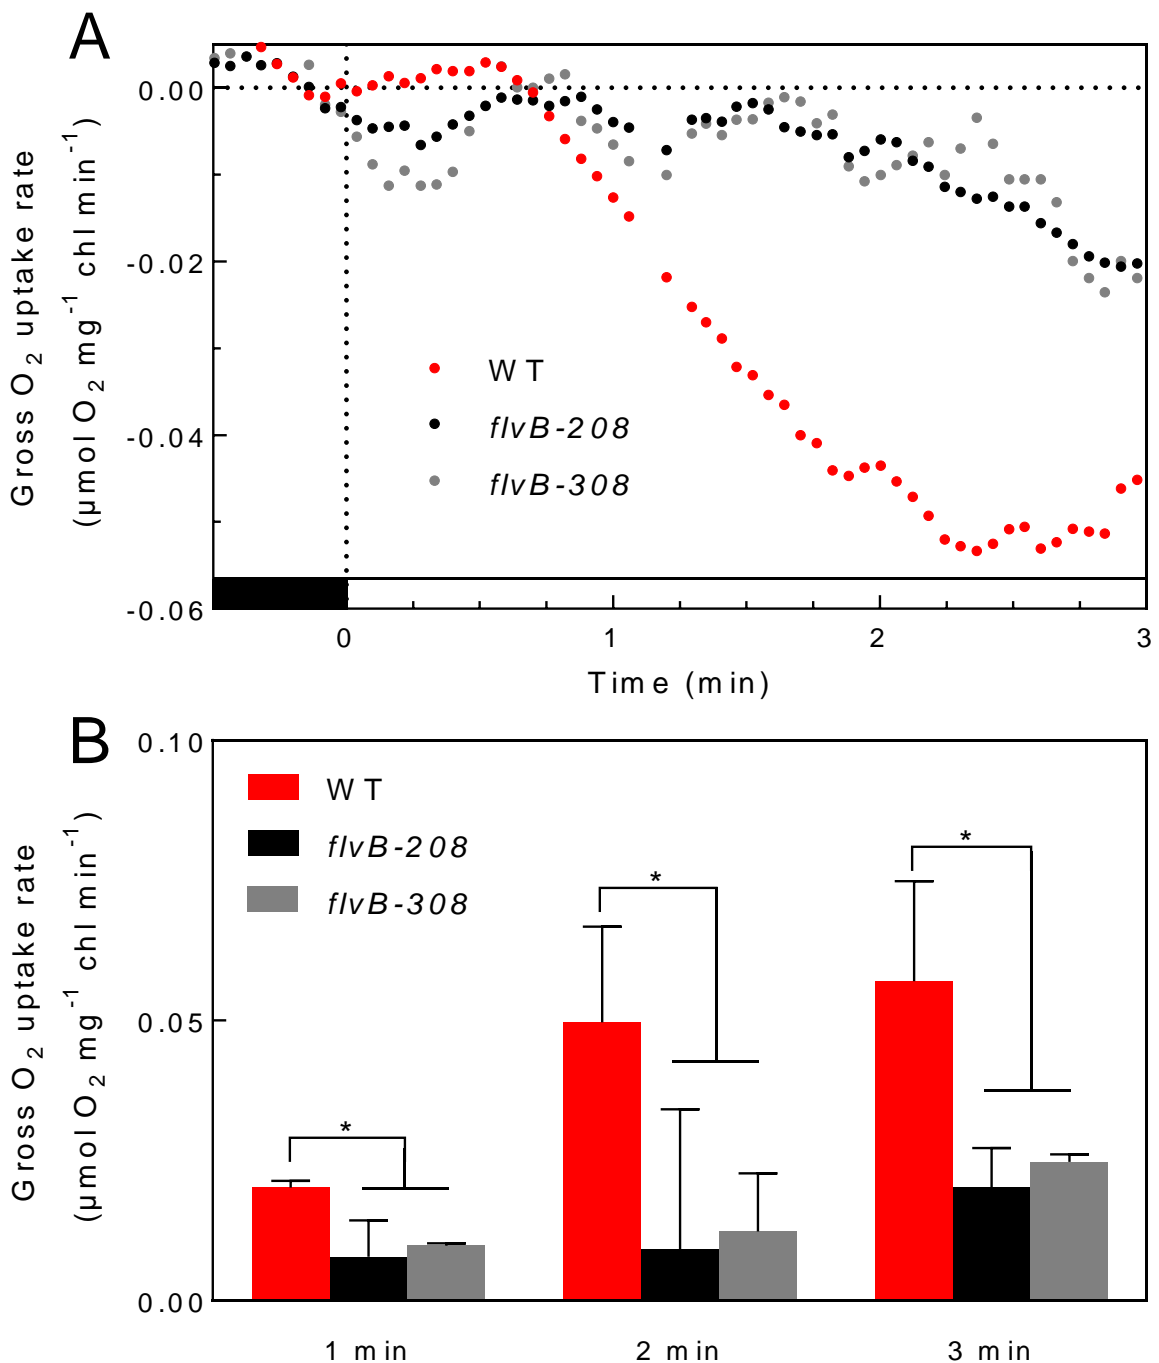 A
0.00
-0.02
-0.04
-0.06
Gross O₂ uptake rate
(µmol O₂ mg⁻¹ chl min⁻¹)
WT
flvB-208
flvB-308
0 1 2 3
Time (min)
B
0.10
0.05
0.00
Gross O₂ uptake rate
(µmol O₂ mg⁻¹ chl min⁻¹)
WT
flvB-208
flvB-308
*
*
*
1 min 2 min 3 min